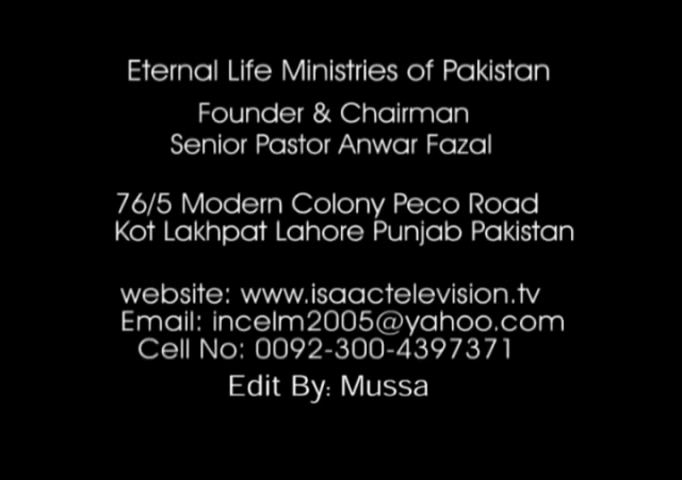 Eternal Life Ministries of Pakistan
Founder & Chairman
Senior Pastor Anwar Fazal
76/5 Modern Colony Peco Road
Kot Lakhpat Lahore Punjab Pakistan
website: www.isaactelevision.tv
Email: incelm2005@yahoo.com
Cell No: 0092-300-4397371
Edit By: Mussa